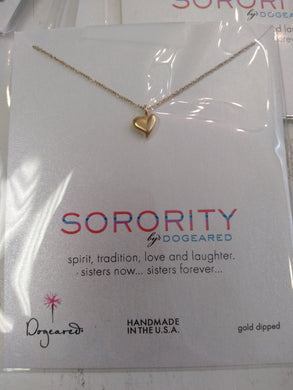 SORORITY
by DOGEARED
spirit, tradition, love and laughter.
sisters now... sisters forever...
Dogeared
HANDMADE
IN THE U.S.A.
gold dipped